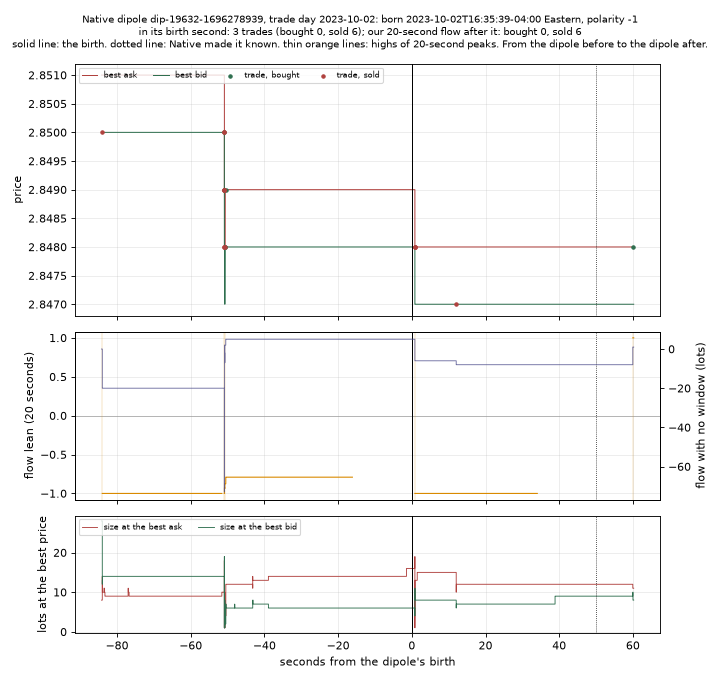 Native dipole dip-19632-1696278939, trade day 2023-10-02: born 2023-10-02T16:35:39-04:00 Eastern, polarity -1
in its birth second: 3 trades (bought 0, sold 6); our 20-second flow after it: bought 0, sold 6
solid line: the birth. dotted line: Native made it known. thin orange lines: highs of 20-second peaks. From the dipole before to the dipole after.
best ask best bid trade, bought trade, sold
price
2.8510
2.8505
2.8500
2.8495
2.8490
2.8485
2.8480
2.8475
2.8470
flow lean (20 seconds)
1.0
0.5
0.0
−0.5
−1.0
0
−20
−40
−60
flow with no window (lots)
size at the best ask size at the best bid
lots at the best price
20
10
0
−80 −60 −40 −20 0 20 40 60
seconds from the dipole's birth